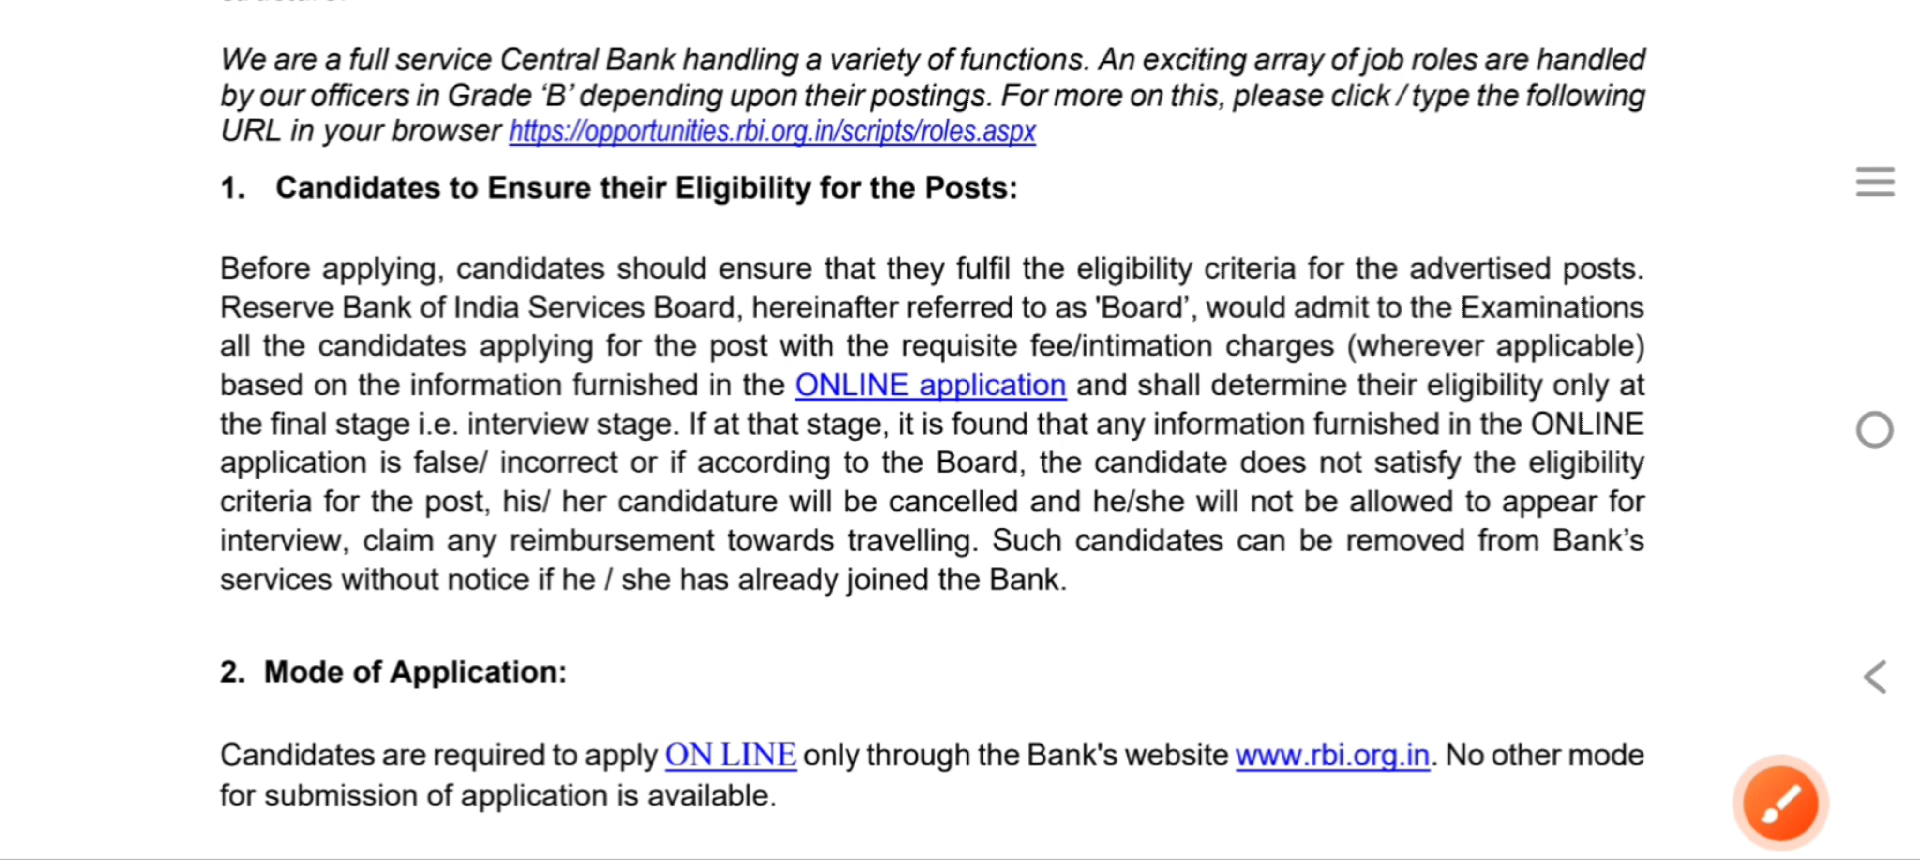 We are a full service Central Bank handling a variety of functions. An exciting array of job roles are handled
by our officers in Grade ‘B’ depending upon their postings. For more on this, please click / type the following
URL in your browser https://opportunities.rbi.org.in/scripts/roles.aspx
1. Candidates to Ensure their Eligibility for the Posts:
Before applying, candidates should ensure that they fulfil the eligibility criteria for the advertised posts.
Reserve Bank of India Services Board, hereinafter referred to as 'Board’, would admit to the Examinations
all the candidates applying for the post with the requisite fee/intimation charges (wherever applicable)
based on the information furnished in the ONLINE application and shall determine their eligibility only at
the final stage i.e. interview stage. If at that stage, it is found that any information furnished in the ONLINE
application is false/ incorrect or if according to the Board, the candidate does not satisfy the eligibility
criteria for the post, his/ her candidature will be cancelled and he/she will not be allowed to appear for
interview, claim any reimbursement towards travelling. Such candidates can be removed from Bank’s
services without notice if he / she has already joined the Bank.
2. Mode of Application:
Candidates are required to apply ON LINE only through the Bank's website www.rbi.org.in. No other mode
for submission of application is available.